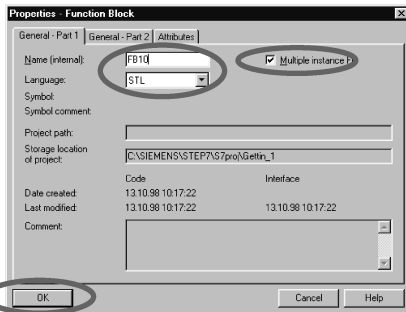 Properties - Function Block
General - Part 1 General - Part 2 Attributes
Name (internal): FB10 Multiple instance
Language: STL
Symbol:
Symbol comment:
Project path:
Storage location
of project: C:\SIEMENS\STEP7\S7proj\Gettin_1
Code Interface
Date created: 13.10.98 10:17:22
Last modified: 13.10.98 10:17:22 13.10.98 10:17:22
Comment:
OK Cancel Help